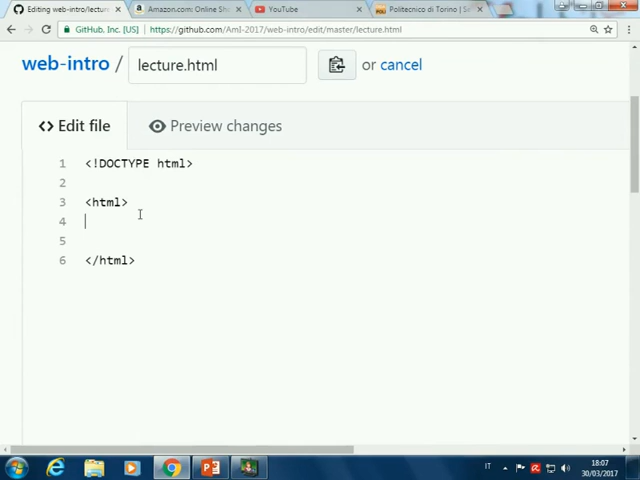 Editing web-intro/lectur
Amazon.com: Online Sh
YouTube
Politecnico di Torino | S
GitHub, Inc. [US]
https://github.com/AmI-2017/web-intro/edit/master/lecture.html
web-intro / lecture.html or cancel
<> Edit file
Preview changes
1 <!DOCTYPE html>
2
3 <html>
4
5
6 </html>
IT
18:07
30/03/2017